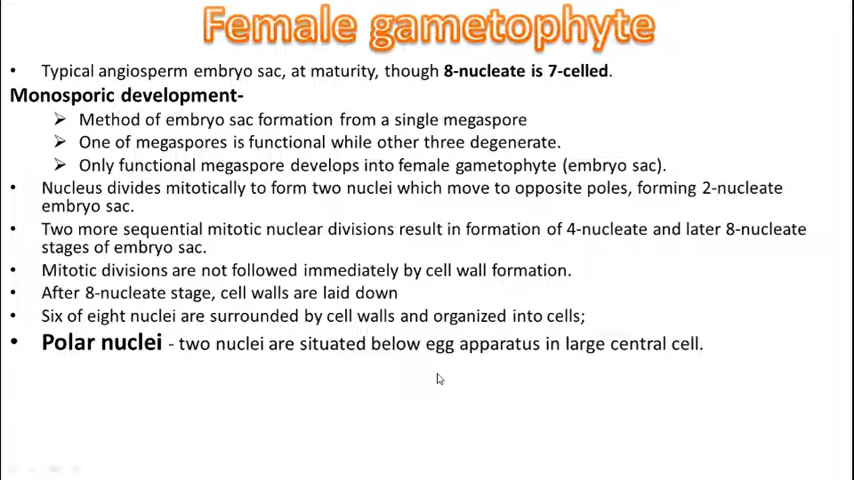 Female gametophyte
• Typical angiosperm embryo sac, at maturity, though 8-nucleate is 7-celled.
Monosporic development-
➢ Method of embryo sac formation from a single megaspore
➢ One of megaspores is functional while other three degenerate.
➢ Only functional megaspore develops into female gametophyte (embryo sac).
• Nucleus divides mitotically to form two nuclei which move to opposite poles, forming 2-nucleate
embryo sac.
• Two more sequential mitotic nuclear divisions result in formation of 4-nucleate and later 8-nucleate
stages of embryo sac.
• Mitotic divisions are not followed immediately by cell wall formation.
• After 8-nucleate stage, cell walls are laid down
• Six of eight nuclei are surrounded by cell walls and organized into cells;
• Polar nuclei - two nuclei are situated below egg apparatus in large central cell.